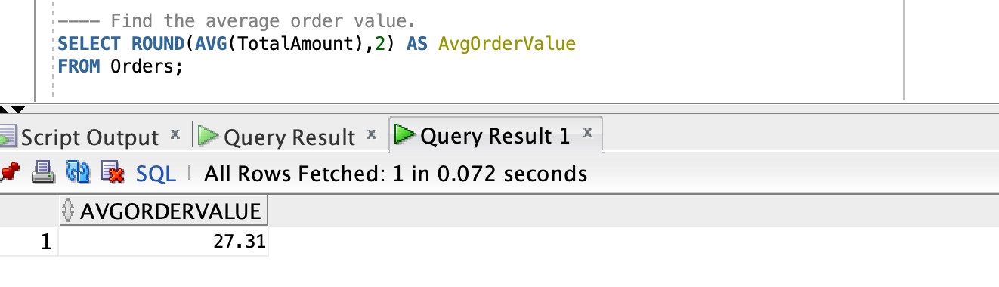 ---- Find the average order value.
SELECT ROUND(AVG(TotalAmount),2) AS AvgOrderValue
FROM Orders;
Script Output x Query Result x Query Result 1 x
SQL All Rows Fetched: 1 in 0.072 seconds
AVGORDERVALUE
1 27.31